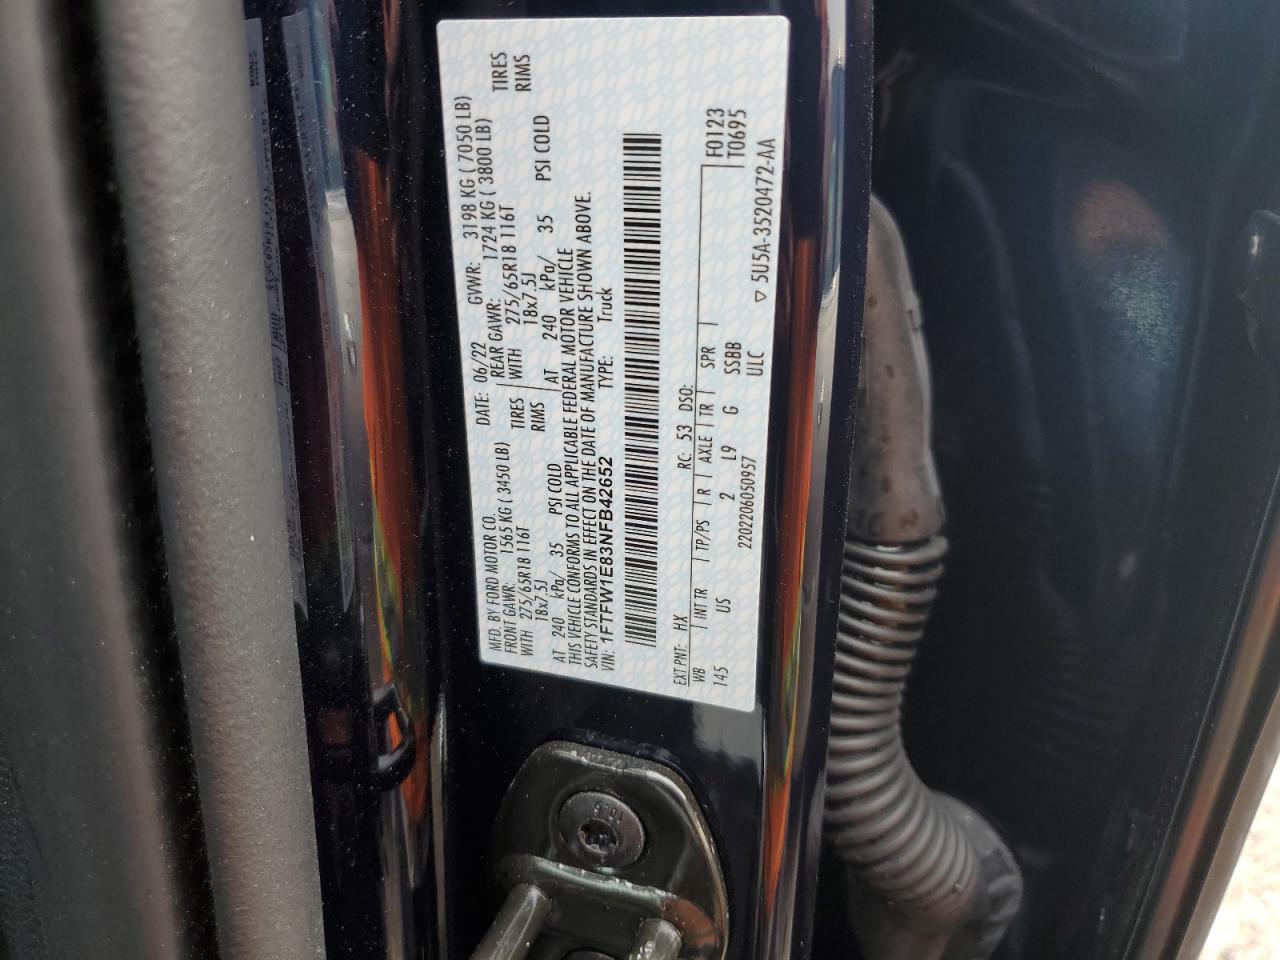 MFD. BY FORD MOTOR CO.
DATE: 06/22 GVWR: 3198 KG ( 7050 LB)
FRONT GAWR: 1565 KG ( 3450 LB) REAR GAWR: 1724 KG ( 3800 LB)
WITH 275/65R18 116T TIRES WITH 275/65R18 116T TIRES
18x7.5J RIMS 18x7.5J RIMS
AT 240 kPa/ 35 PSI COLD AT 240 kPa/ 35 PSI COLD
THIS VEHICLE CONFORMS TO ALL APPLICABLE FEDERAL MOTOR VEHICLE
SAFETY STANDARDS IN EFFECT ON THE DATE OF MANUFACTURE SHOWN ABOVE.
VIN: 1FTFW1E83NFB42652 TYPE: Truck
EXT PNT: HX RC: 53 DSO: F0123
WB INT TR TP/PS R AXLE TR SPR T0695
145 US 2 L9 G SSBB
2202206050957 ULC ▽ 5U5A-3520472-AA
10.9